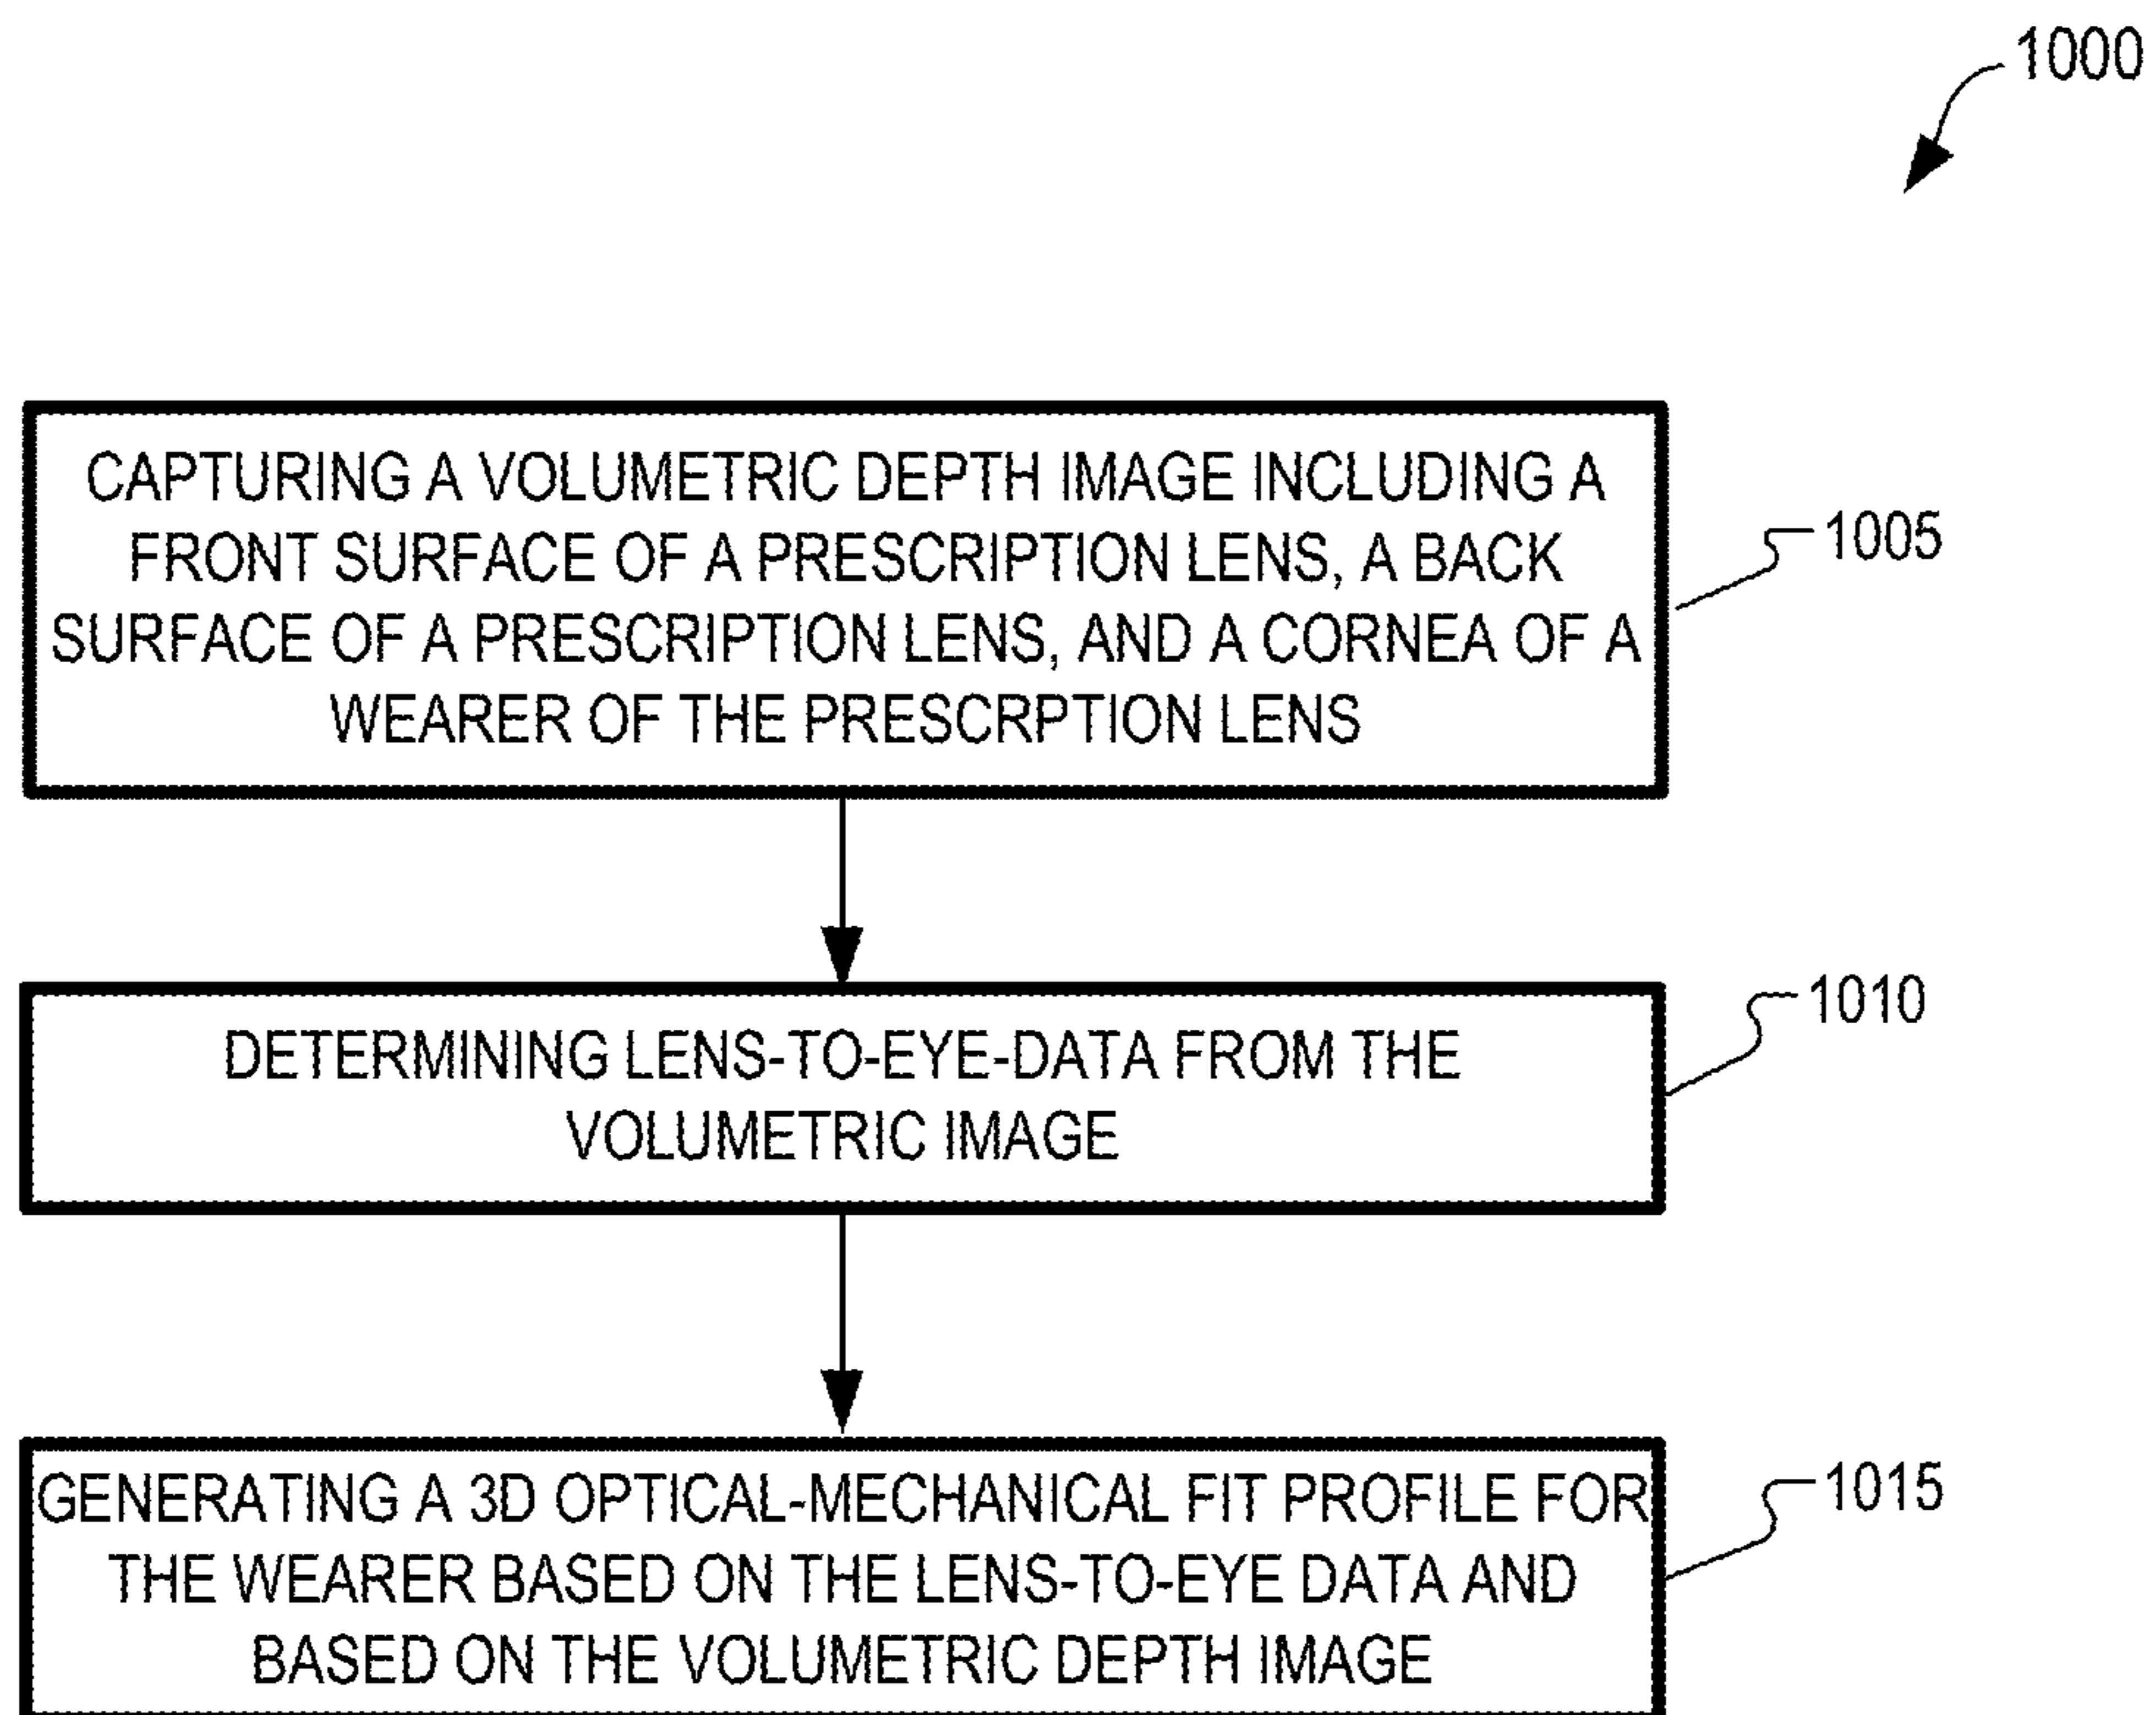 1000
CAPTURING A VOLUMETRIC DEPTH IMAGE INCLUDING A
FRONT SURFACE OF A PRESCRIPTION LENS, A BACK
SURFACE OF A PRESCRIPTION LENS, AND A CORNEA OF A
WEARER OF THE PRESCRPTION LENS
1005
DETERMINING LENS-TO-EYE-DATA FROM THE
VOLUMETRIC IMAGE
1010
GENERATING A 3D OPTICAL-MECHANICAL FIT PROFILE FOR
THE WEARER BASED ON THE LENS-TO-EYE DATA AND
BASED ON THE VOLUMETRIC DEPTH IMAGE
1015